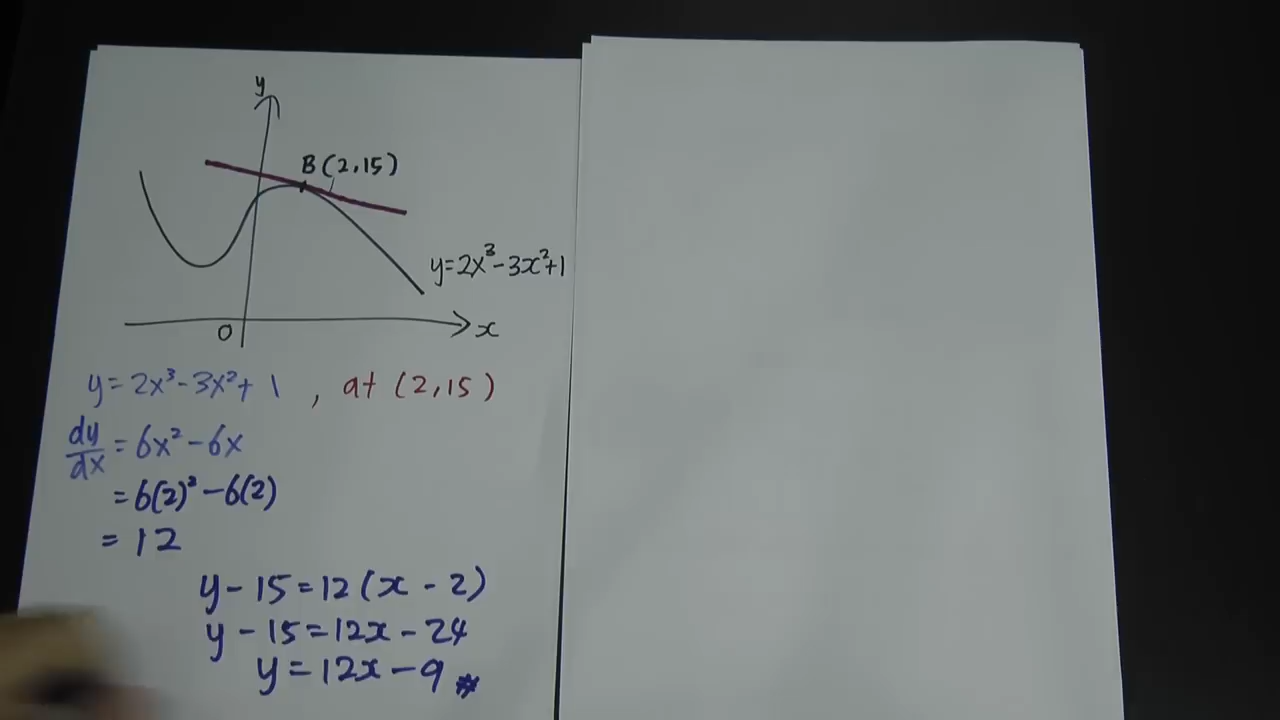 y
B(2,15)
y=2x³-3x²+1
0
x
y=2x³-3x²+1 , at (2,15)
dy/dx = 6x²-6x
= 6(2)²-6(2)
= 12
y-15=12(x-2)
y-15=12x-24
y=12x-9